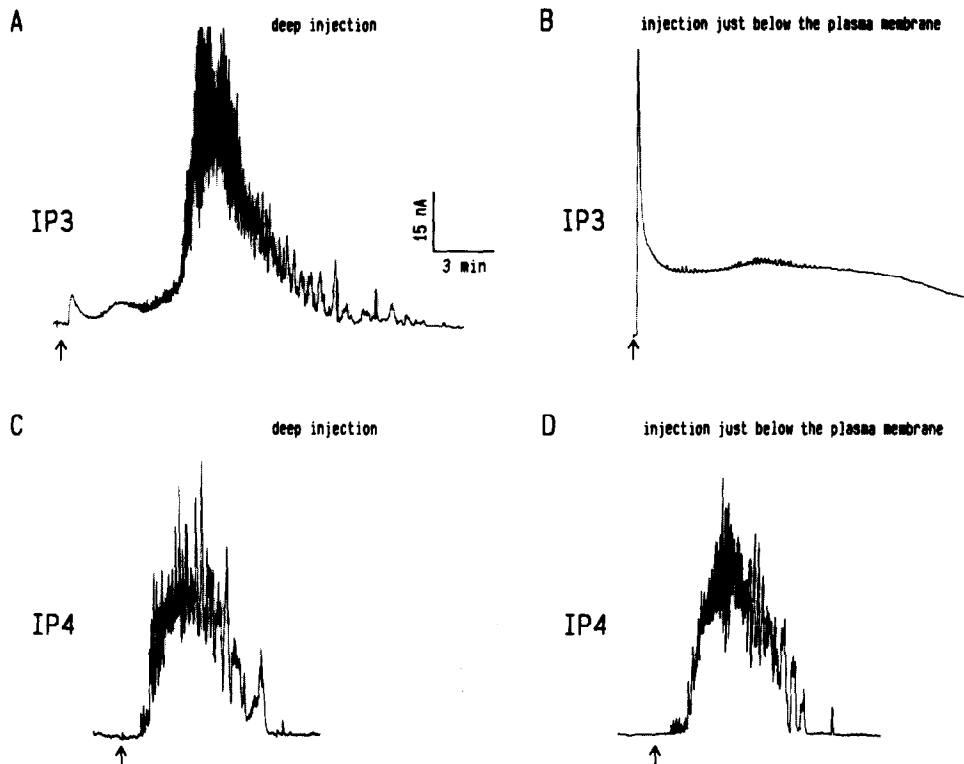 A
deep injection
B
injection just below the plasma membrane
IP3
15 nA
3 min
IP3
C
deep injection
D
injection just below the plasma membrane
IP4
IP4